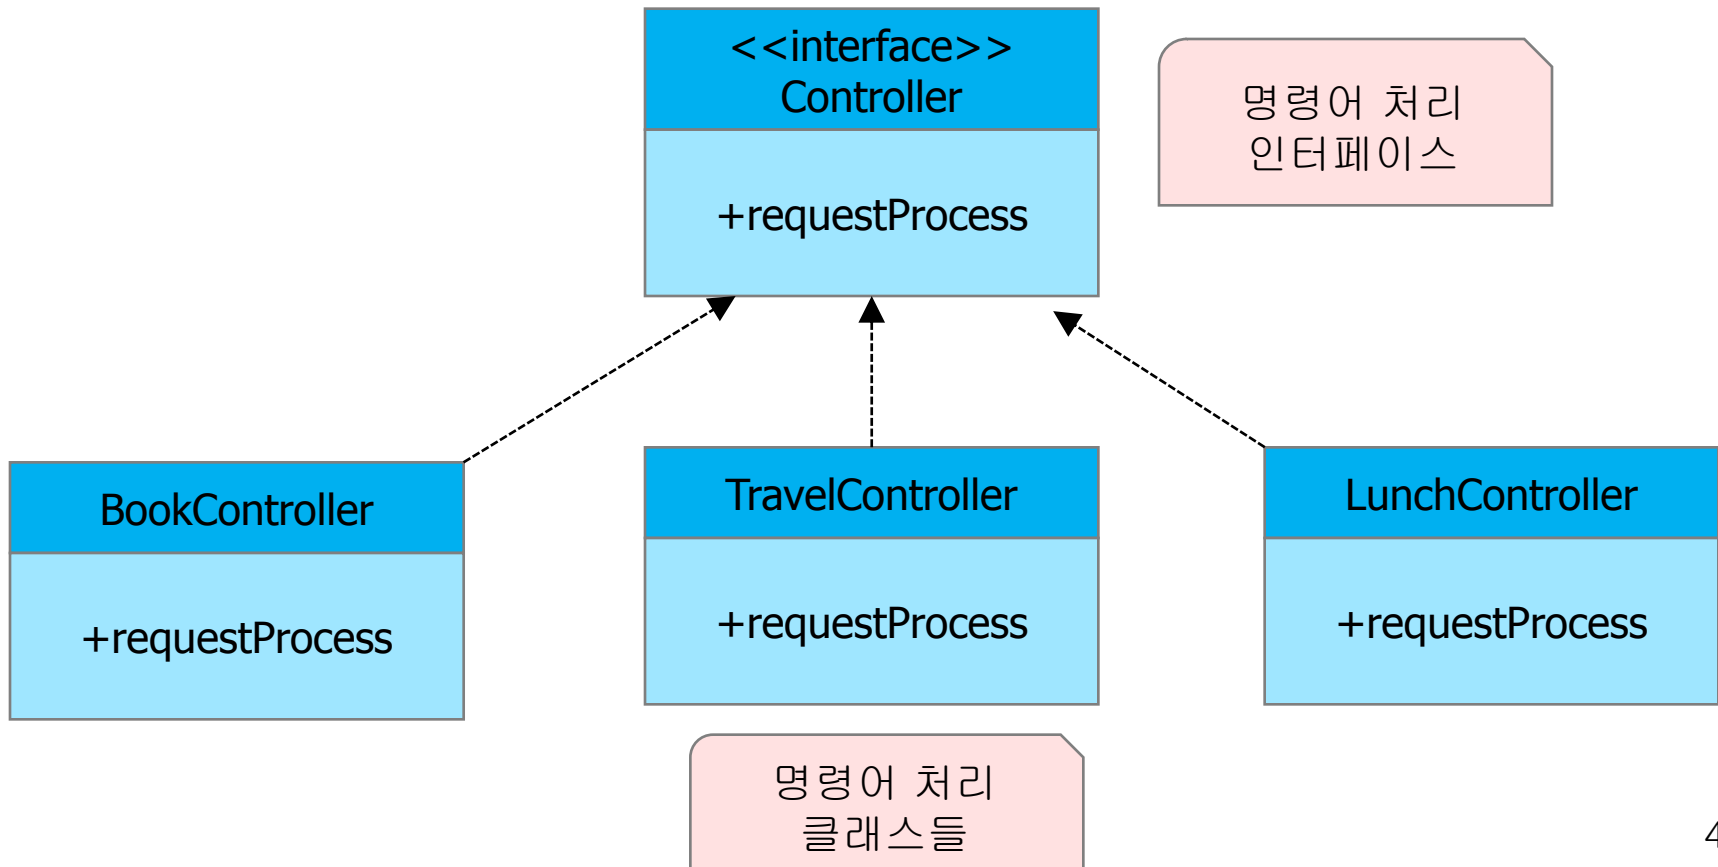 <<interface>>
Controller
+requestProcess
명령어 처리
인터페이스
BookController
+requestProcess
TravelController
+requestProcess
LunchController
+requestProcess
명령어 처리
클래스들
4